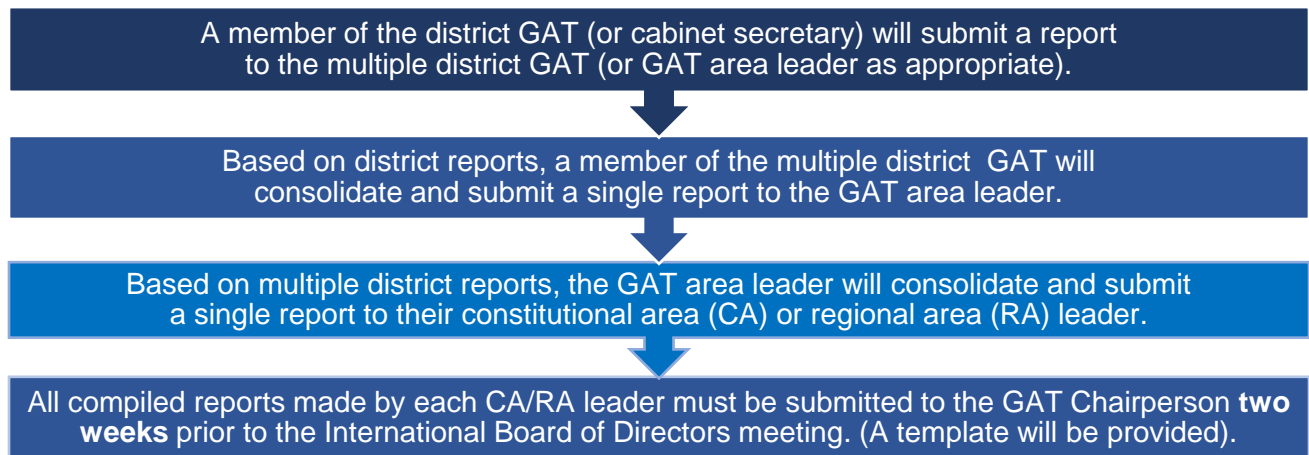 A member of the district GAT (or cabinet secretary) will submit a report
to the multiple district GAT (or GAT area leader as appropriate).
Based on district reports, a member of the multiple district GAT will
consolidate and submit a single report to the GAT area leader.
Based on multiple district reports, the GAT area leader will consolidate and submit
a single report to their constitutional area (CA) or regional area (RA) leader.
All compiled reports made by each CA/RA leader must be submitted to the GAT Chairperson two
weeks prior to the International Board of Directors meeting. (A template will be provided).